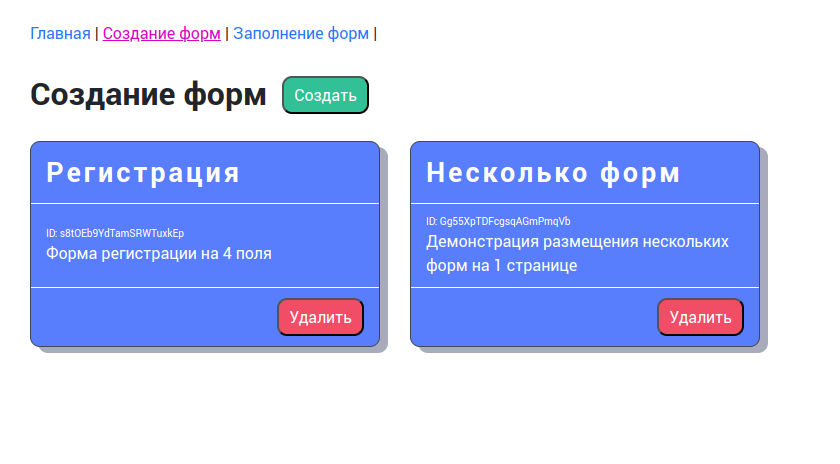 Главная | Создание форм | Заполнение форм |
Создание форм Создать
Регистрация
ID: s8tOEb9YdTamSRWTuxkEp
Форма регистрации на 4 поля
Удалить
Несколько форм
ID: Gg55XpTDFcgsqAGmPmqVb
Демонстрация размещения нескольких
форм на 1 странице
Удалить